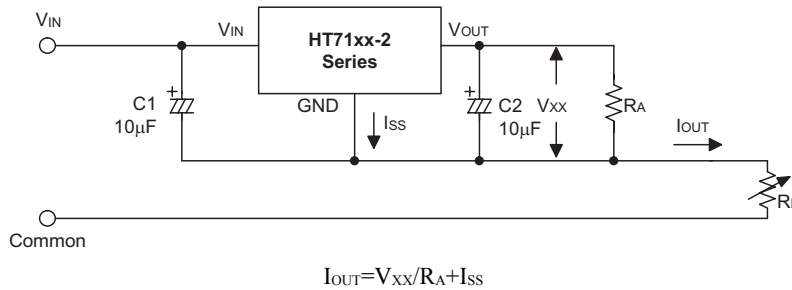 VIN
VIN
HT71xx-2
Series
VOUT
C1
10μF
GND
ISS
C2
10μF
VXX
RA
IOUT
Common
IOUT=VXX/RA+ISS